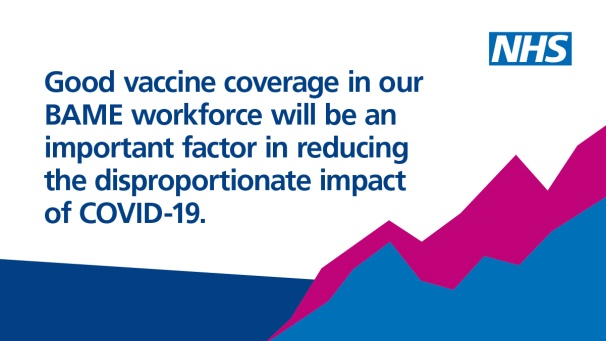 NHS
Good vaccine coverage in our
BAME workforce will be an
important factor in reducing
the disproportionate impact
of COVID-19.